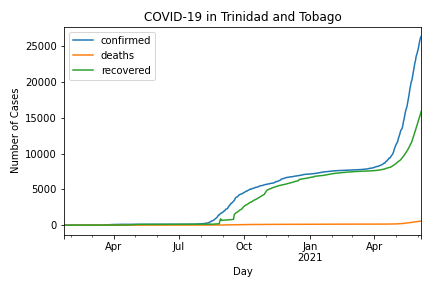 COVID-19 in Trinidad and Tobago
confirmed
deaths
recovered
Number of Cases
25000
20000
15000
10000
5000
0
Apr
Jul
Oct
Jan
2021
Apr
Day